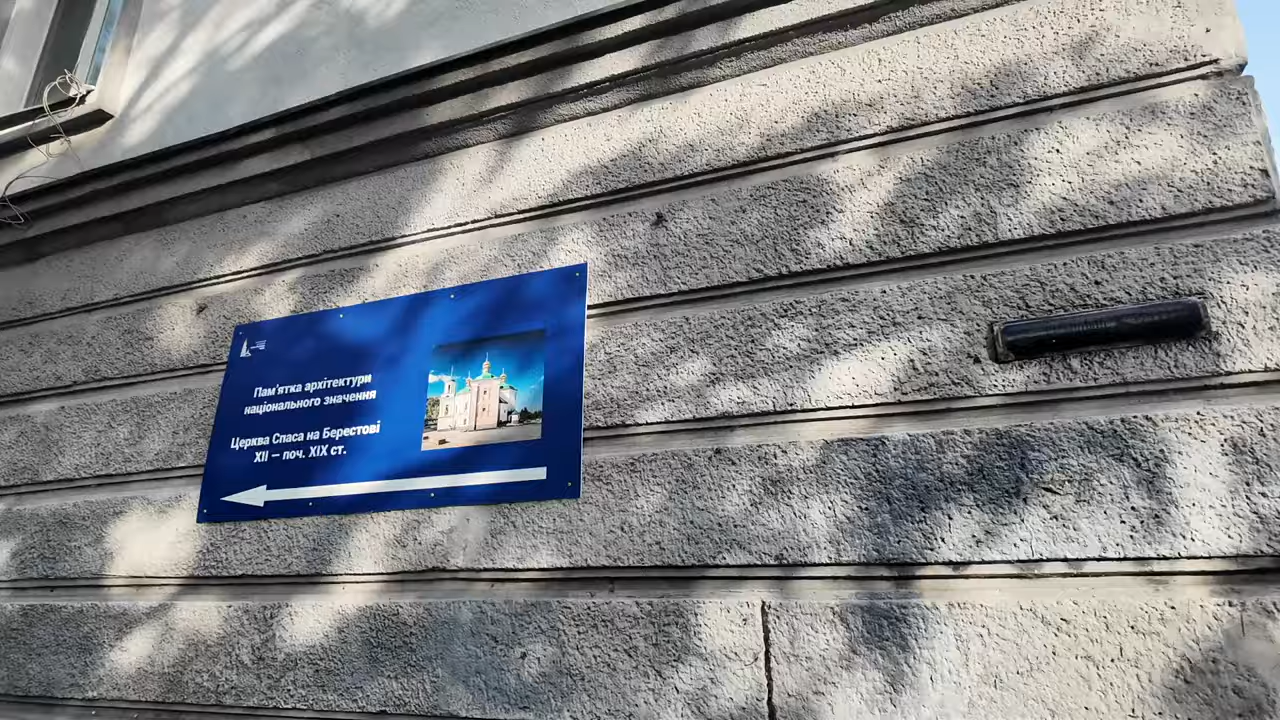 Пам'ятка архітектури
національного значення
Церква Спаса на Берестові
XII – поч. XIX ст.